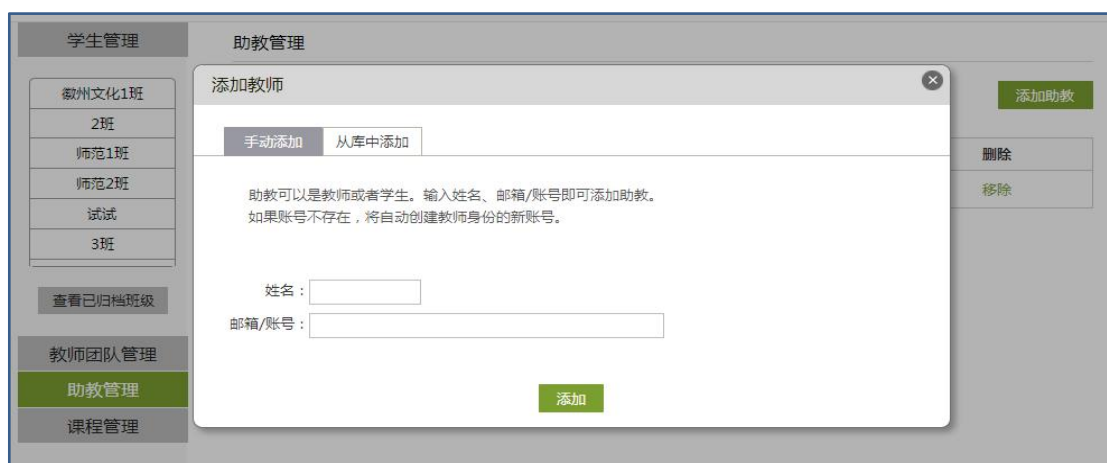 学生管理
徽州文化1班
2班
师范1班
师范2班
试试
3班
查看已归档班级
教师团队管理
助教管理
课程管理
助教管理
添加助教
删除
移除
添加教师
手动添加
从库中添加
助教可以是教师或者学生。输入姓名、邮箱/账号即可添加助教。
如果账号不存在，将自动创建教师身份的新账号。
姓名：
邮箱/账号：
添加